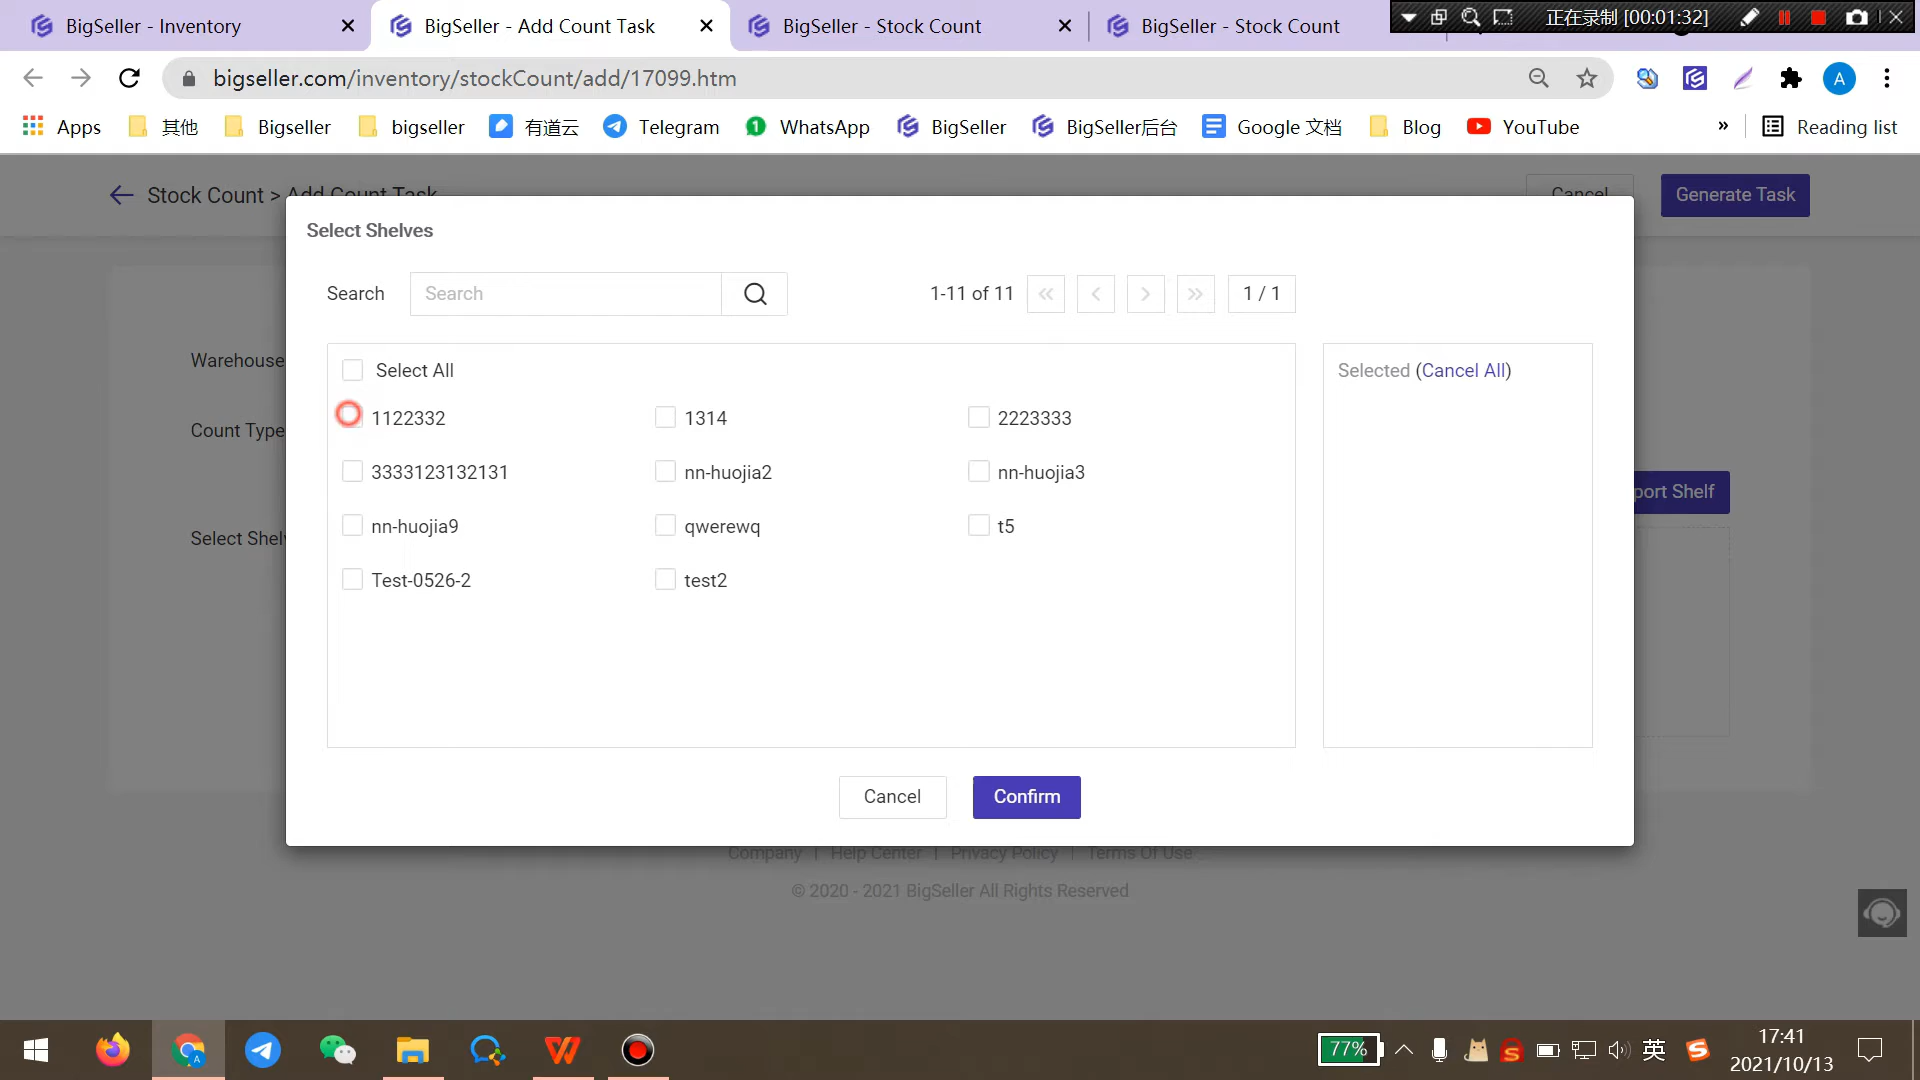 BigSeller - Inventory
BigSeller - Add Count Task
BigSeller - Stock Count
BigSeller - Stock Count
正在录制 [00:01:32]
bigseller.com/inventory/stockCount/add/17099.htm
A
Apps
其他
Bigseller
bigseller
有道云
Telegram
1
WhatsApp
BigSeller
BigSeller后台
Google 文档
Blog
YouTube
»
Reading list
Stock Count > Add Count Task
Cancel
Generate Task
Select Shelves
Search
Search
1-11 of 11
1 / 1
Warehouse
Count Type
Select Shel
port Shelf
Select All
Selected (Cancel All)
1122332
1314
2223333
3333123132131
nn-huojia2
nn-huojia3
nn-huojia9
qwerewq
t5
Test-0526-2
test2
Cancel
Confirm
Company | Help Center | Privacy Policy | Terms Of Use
© 2020 - 2021 BigSeller All Rights Reserved
77%
英
17:41
2021/10/13